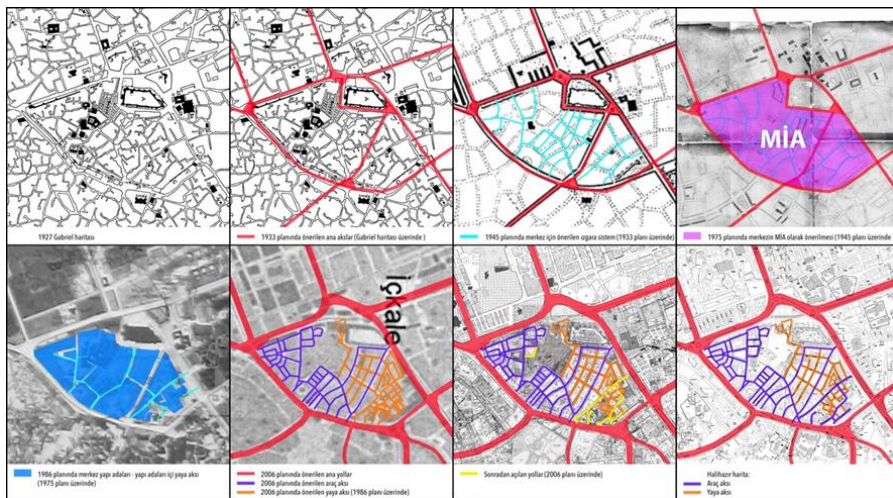 MİA
1927 Gabriel haritası
1933 planında önerilen ana akslar (Gabriel haritası üzerinde )
1945 planında merkez için önerilen ızgara sistem (1933 planı üzerinde)
1975 planında merkezin MİA olarak önerilmesi (1945 planı üzerinde )
İçkale
1986 planında merkez yapı adaları - yapı adaları içi yaya aksı
(1975 planı üzerinde)
2006 planında önerilen ana yollar
2006 planında önerilen araç aksı
2006 planında önerilen yaya aksı (1986 planı üzerinde)
Sonradan açılan yollar (2006 planı üzerinde)
Halihazır harita:
Araç aksı
Yaya aksı